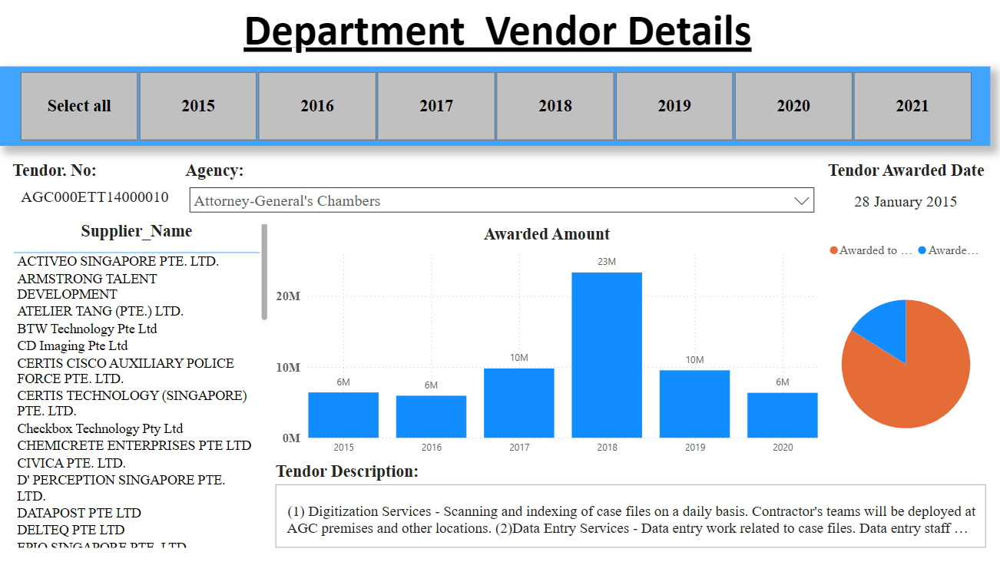 Department  Vendor Details
Select all
2015
2016
2017
2018
2019
2020
2021
Tendor. No:
AGC000ETT14000010
Agency:
Attorney-General's Chambers
Tendor Awarded Date
28 January 2015
Supplier_Name
ACTIVEO SINGAPORE PTE. LTD.
ARMSTRONG TALENT
DEVELOPMENT
ATELIER TANG (PTE.) LTD.
BTW Technology Pte Ltd
CD Imaging Pte Ltd
CERTIS CISCO AUXILIARY POLICE
FORCE PTE. LTD.
CERTIS TECHNOLOGY (SINGAPORE)
PTE. LTD.
Checkbox Technology Pty Ltd
CHEMICRETE ENTERPRISES PTE LTD
CIVICA PTE. LTD.
D' PERCEPTION SINGAPORE PTE.
LTD.
DATAPOST PTE LTD
DELTEQ PTE LTD
SINGAPORE PTE. LTD.
Awarded Amount
20M
10M
0M
6M
6M
10M
23M
10M
6M
2015
2016
2017
2018
2019
2020
Awarded to …
Awarde…
Tendor Description:
(1) Digitization Services - Scanning and indexing of case files on a daily basis. Contractor's teams will be deployed at
AGC premises and other locations. (2)Data Entry Services - Data entry work related to case files. Data entry staff …